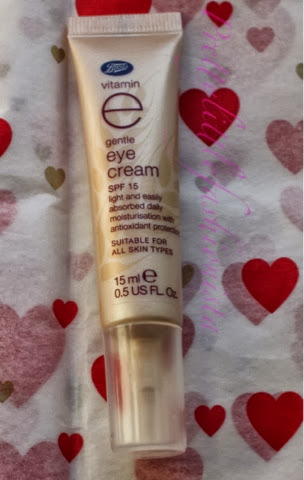 Boots
vitamin
e
gentle
eye
cream
SPF 15
light and easily
absorbed daily
moisturisation with
antioxidant protection
SUITABLE FOR
ALL SKIN TYPES
15 ml e
0.5 US FL. Oz.